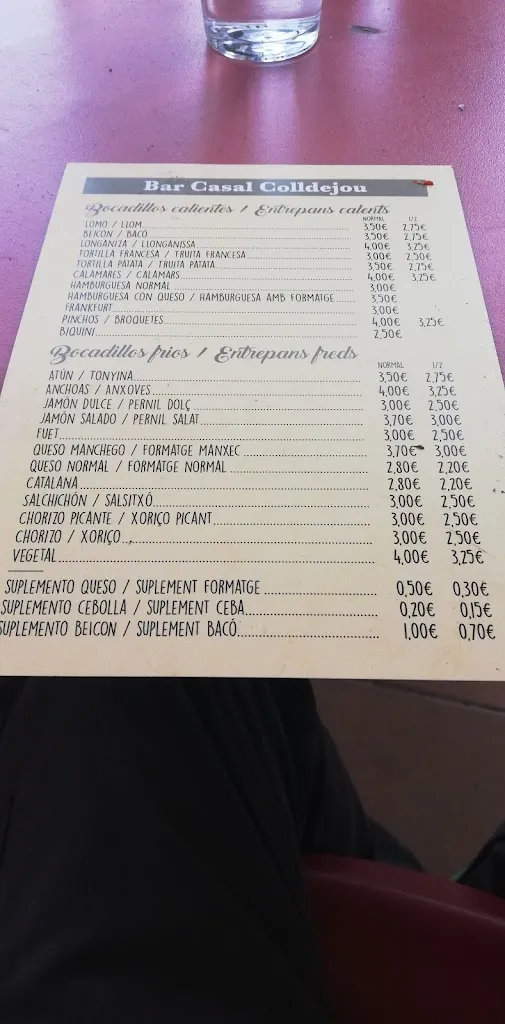 Bar Casal Colldejou
Bocadillos calientes / Entrepans calents
NORMAL 1/2
LOMO / LLOM 3,50€ 2,75€
BEICON / BACÓ 3,50€ 2,75€
LONGANIZA / LLONGANISSA 4,00€ 3,25€
TORTILLA FRANCESA / TRUITA FRANCESA 3,00€ 2,50€
TORTILLA PATATA / TRUITA PATATA 3,50€ 2,75€
CALAMARES / CALAMARS 4,00€ 3,25€
HAMBURGUESA NORMAL 3,00€
HAMBURGUESA CON QUESO / HAMBURGUESA AMB FORMATGE 3,50€
FRANKFURT 3,00€
PINCHOS / BROQUETES 4,00€ 3,25€
BIQUINI 2,50€
Bocadillos frios / Entrepans freds
NORMAL 1/2
ATÚN / TONYINA 3,50€ 2,75€
ANCHOAS / ANXOVES 4,00€ 3,25€
JAMÓN DULCE / PERNIL DOLÇ 3,00€ 2,50€
JAMÓN SALADO / PERNIL SALAT 3,70€ 3,00€
FUET 3,00€ 2,50€
QUESO MANCHEGO / FORMATGE MANXEC 3,70€ 3,00€
QUESO NORMAL / FORMATGE NORMAL 2,80€ 2,20€
CATALANA 2,80€ 2,20€
SALCHICHÓN / SALSITXÓ 3,00€ 2,50€
CHORIZO PICANTE / XORIÇO PICANT 3,00€ 2,50€
CHORIZO / XORIÇO 3,00€ 2,50€
VEGETAL 4,00€ 3,25€
SUPLEMENTO QUESO / SUPLEMENT FORMATGE 0,50€ 0,30€
SUPLEMENTO CEBOLLA / SUPLEMENT CEBA 0,20€ 0,15€
SUPLEMENTO BEICON / SUPLEMENT BACÓ 1,00€ 0,70€